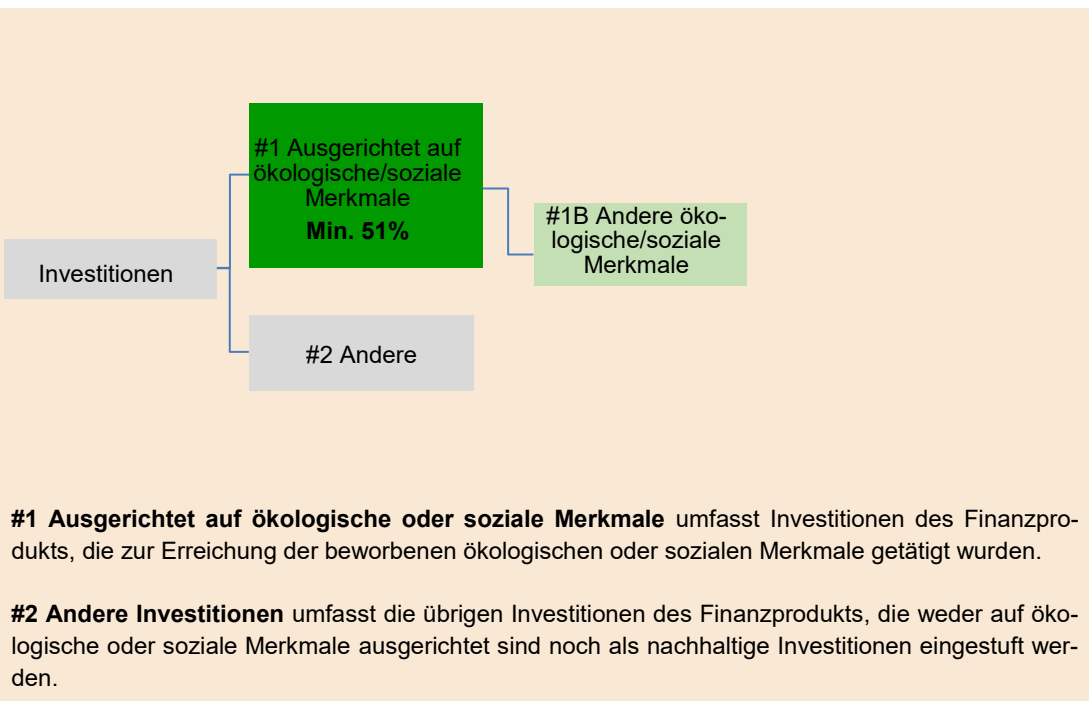 #1 Ausgerichtet auf
ökologische/soziale
Merkmale
Min. 51%
#1B Andere öko-
logische/soziale
Merkmale
Investitionen
#2 Andere
#1 Ausgerichtet auf ökologische oder soziale Merkmale umfasst Investitionen des Finanzpro-
dukts, die zur Erreichung der beworbenen ökologischen oder sozialen Merkmale getätigt wurden.
#2 Andere Investitionen umfasst die übrigen Investitionen des Finanzprodukts, die weder auf öko-
logische oder soziale Merkmale ausgerichtet sind noch als nachhaltige Investitionen eingestuft wer-
den.